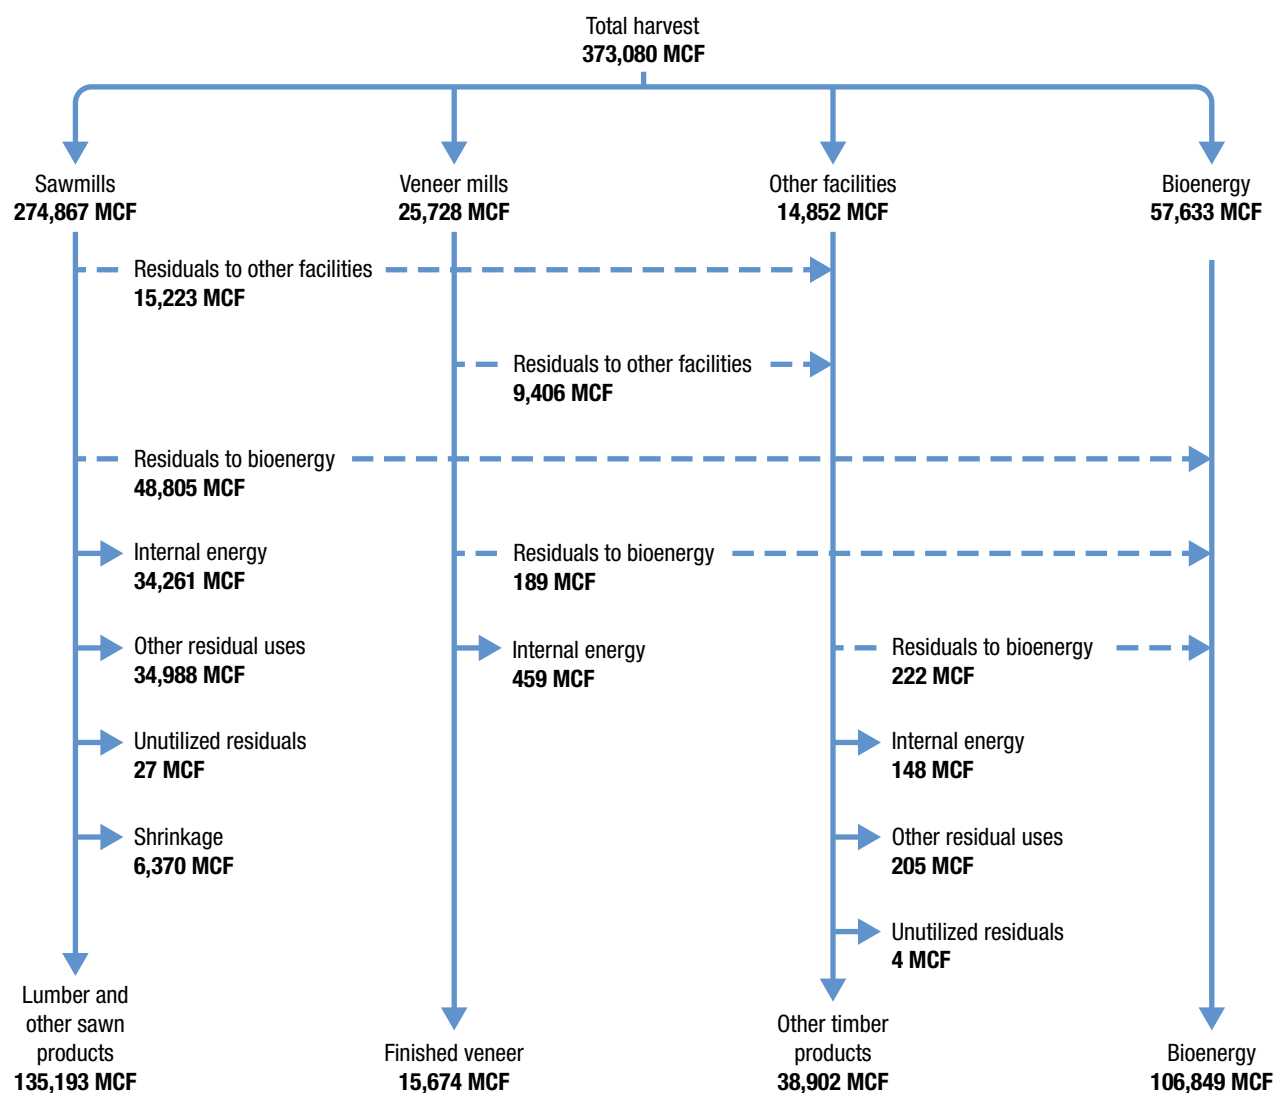 Total harvest
373,080 MCF
Sawmills
274,867 MCF
Veneer mills
25,728 MCF
Other facilities
14,852 MCF
Bioenergy
57,633 MCF
Residuals to other facilities
15,223 MCF
Residuals to other facilities
9,406 MCF
Residuals to bioenergy
48,805 MCF
Internal energy
34,261 MCF
Residuals to bioenergy
189 MCF
Other residual uses
34,988 MCF
Internal energy
459 MCF
Residuals to bioenergy
222 MCF
Unutilized residuals
27 MCF
Internal energy
148 MCF
Shrinkage
6,370 MCF
Other residual uses
205 MCF
Unutilized residuals
4 MCF
Lumber and
other sawn
products
135,193 MCF
Finished veneer
15,674 MCF
Other timber
products
38,902 MCF
Bioenergy
106,849 MCF